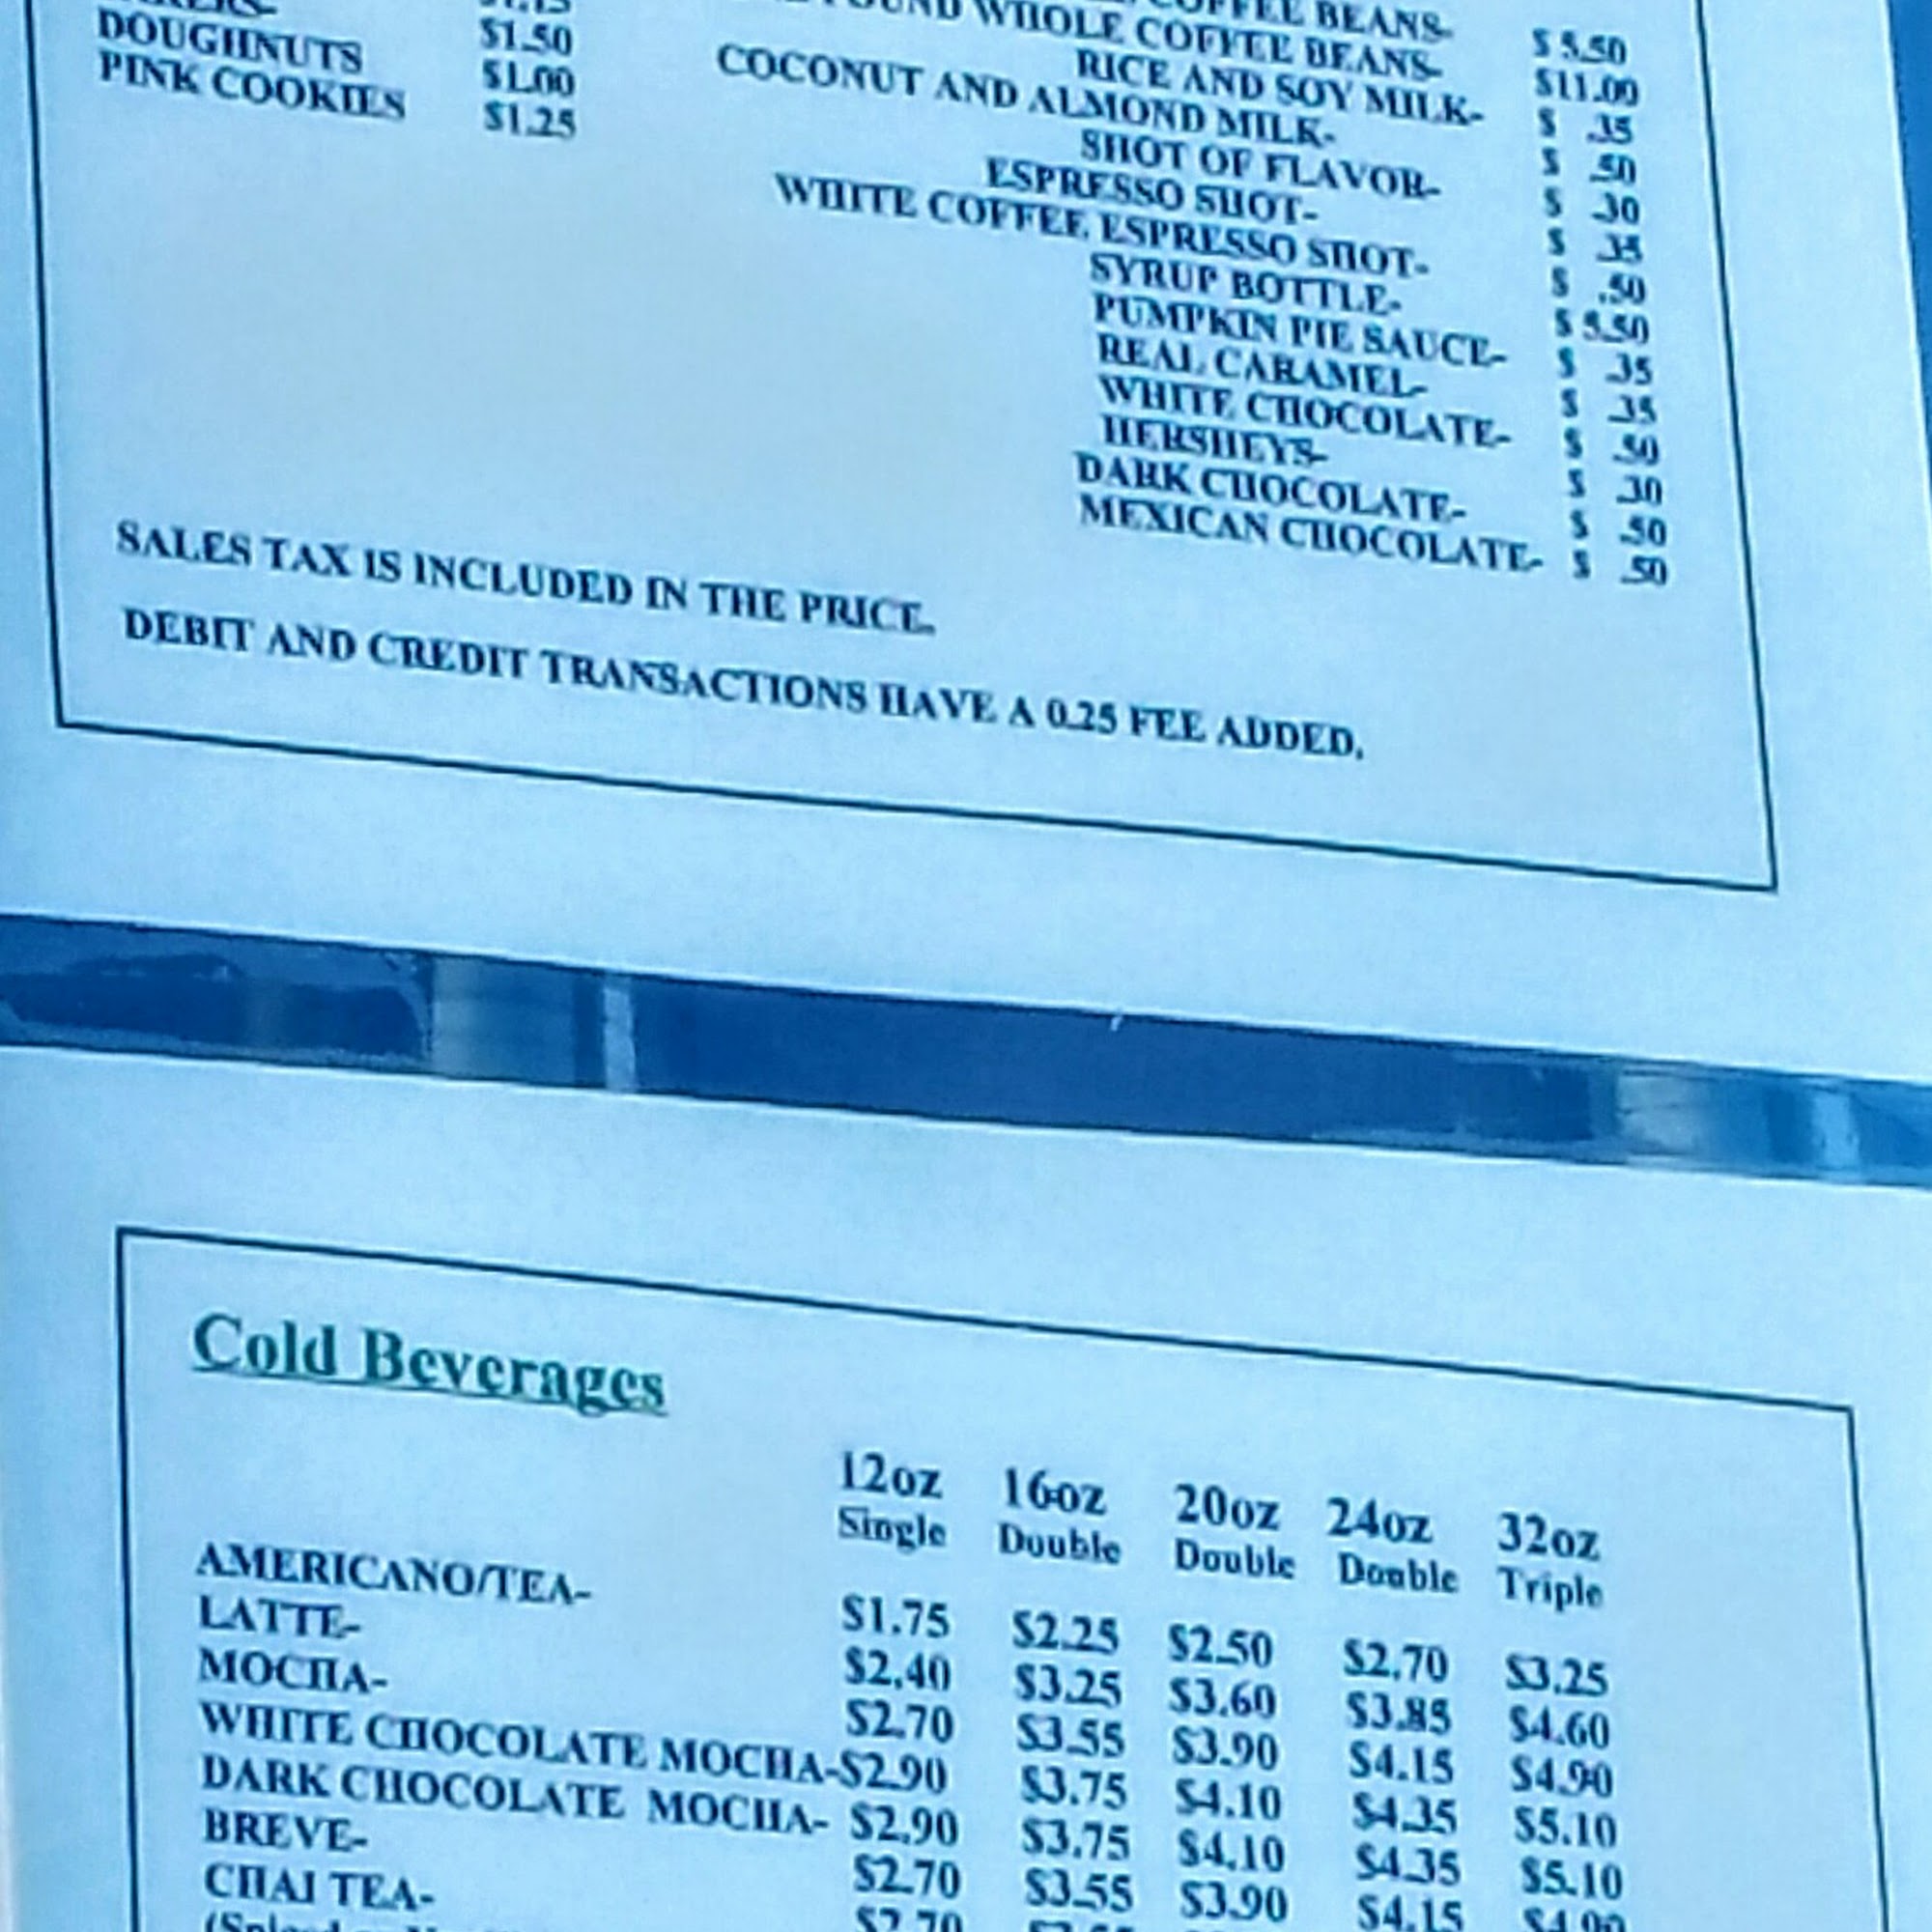 $1.50
DOUGHNUTS $1.00
PINK COOKIES $1.25
COFFEE BEANS- $ 5.50
WHOLE COFFEE BEANS- $11.00
RICE AND SOY MILK- $ .35
COCONUT AND ALMOND MILK- $ .50
SHOT OF FLAVOR- $ .30
ESPRESSO SHOT- $ .35
WHITE COFFEE ESPRESSO SHOT- $ .50
SYRUP BOTTLE- $ 5.50
PUMPKIN PIE SAUCE- $ .35
REAL CARAMEL- $ .35
WHITE CHOCOLATE- $ .50
HERSHEYS- $ .30
DARK CHOCOLATE- $ .50
MEXICAN CHOCOLATE- $ .50
SALES TAX IS INCLUDED IN THE PRICE.
DEBIT AND CREDIT TRANSACTIONS HAVE A 0.25 FEE ADDED.
Cold Beverages
12oz 16oz 20oz 24oz 32oz
Single Double Double Double Triple
AMERICANO/TEA- $1.75 $2.25 $2.50 $2.70 $3.25
LATTE- $2.40 $3.25 $3.60 $3.85 $4.60
MOCHA- $2.70 $3.55 $3.90 $4.15 $4.90
WHITE CHOCOLATE MOCHA-$2.90 $3.75 $4.10 $4.35 $5.10
DARK CHOCOLATE MOCHA- $2.90 $3.75 $4.10 $4.35 $5.10
BREVE- $2.70 $3.55 $3.90 $4.15 $4.90
CHAI TEA- $2.70